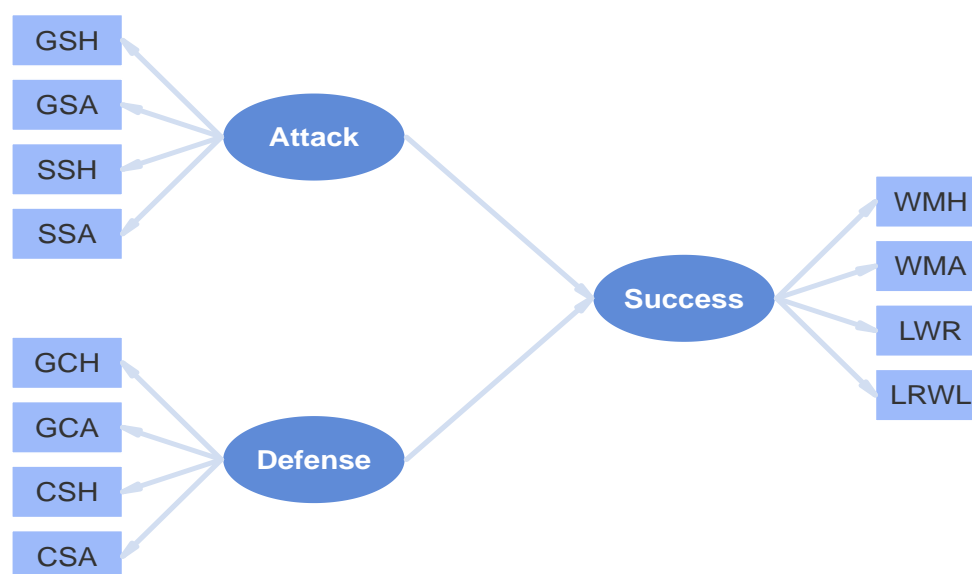 GSH
GSA
SSH
SSA
Attack
GCH
GCA
CSH
CSA
Defense
Success
WMH
WMA
LWR
LRWL